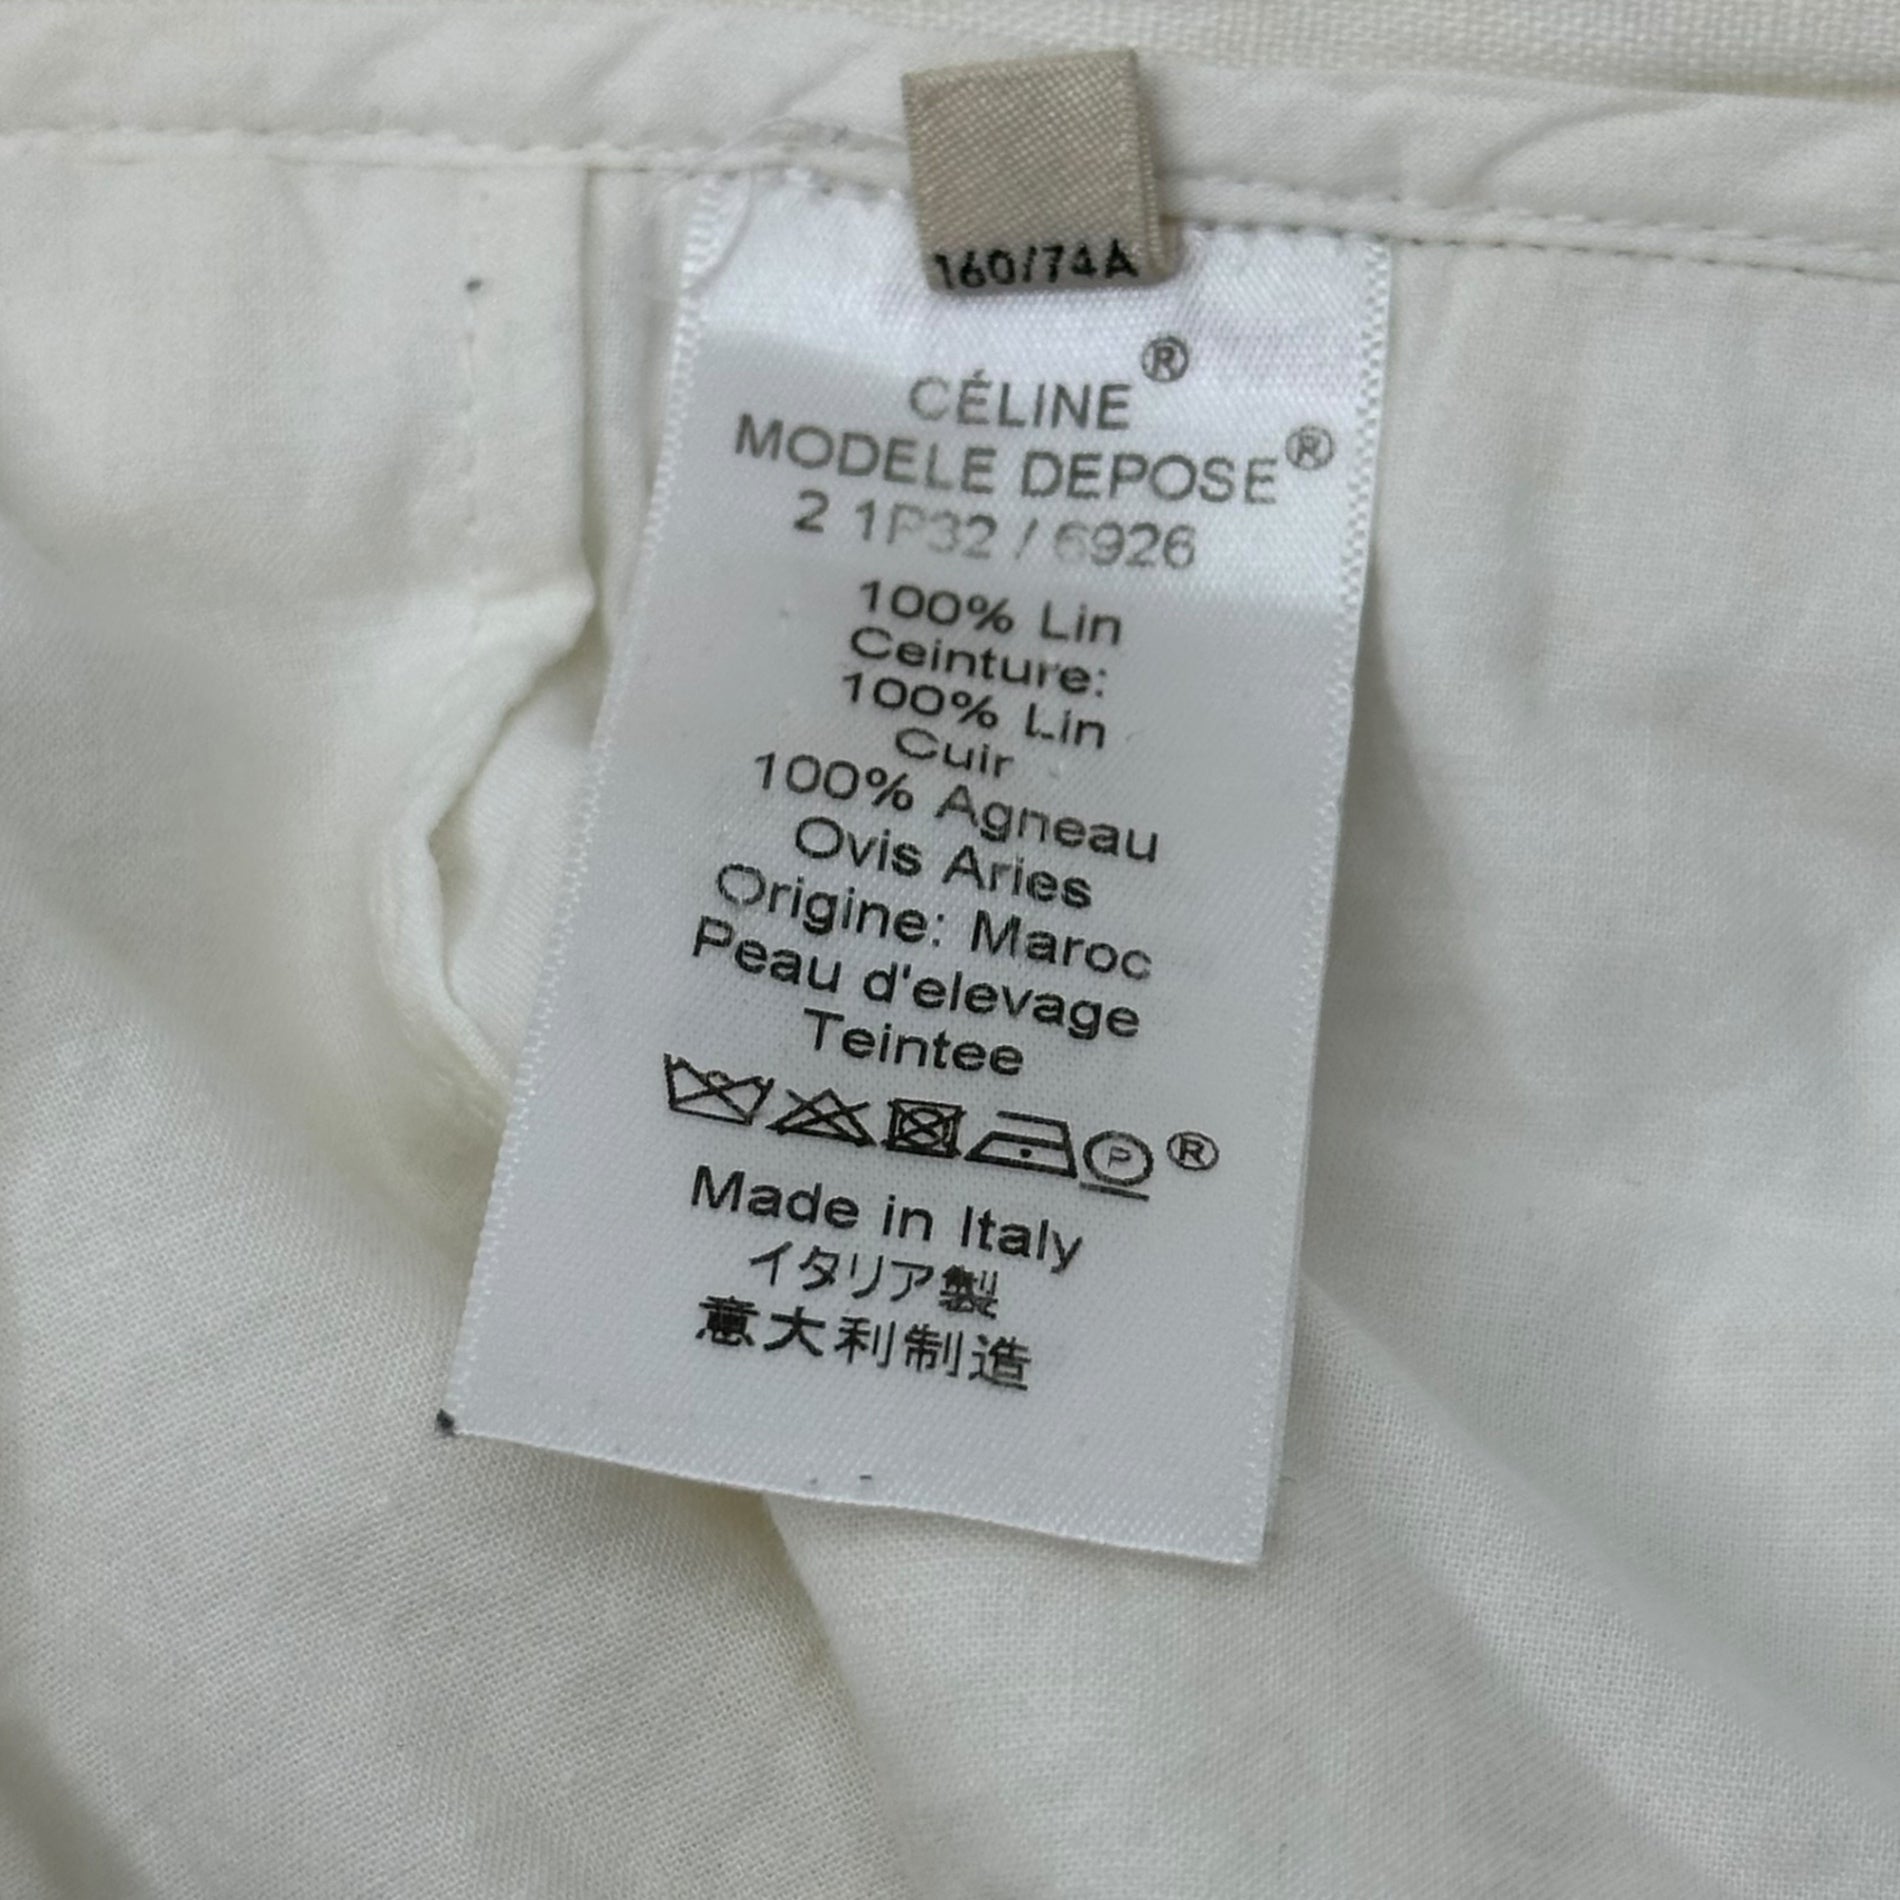 160/74A
CÉLINE®
MODELE DEPOSE®
2 1P32 / 6926
100% Lin
Ceinture:
100% Lin
Cuir
100% Agneau
Ovis Aries
Origine: Maroc
Peau d'elevage
Teintee
P ®
Made in Italy
イタリア製
意大利制造